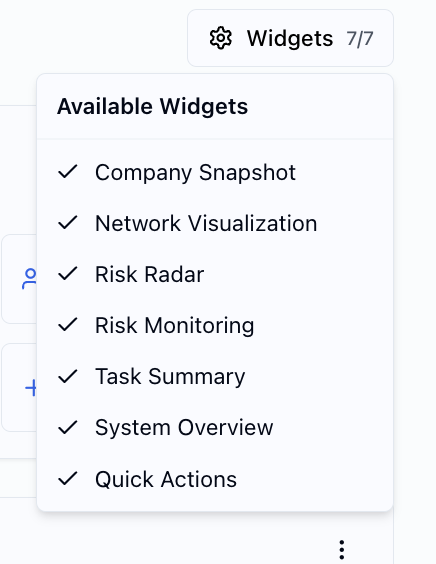 Widgets 7/7
Available Widgets
Company Snapshot
Network Visualization
Risk Radar
Risk Monitoring
Task Summary
System Overview
Quick Actions